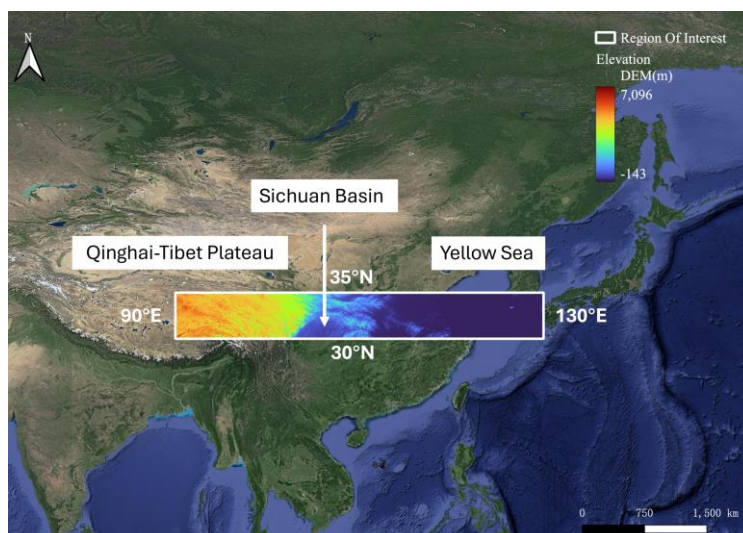 N
Region Of Interest
Elevation
DEM(m)
7,096
-143
Sichuan Basin
Qinghai-Tibet Plateau
Yellow Sea
35°N
90°E
130°E
30°N
0 750 1,500 km